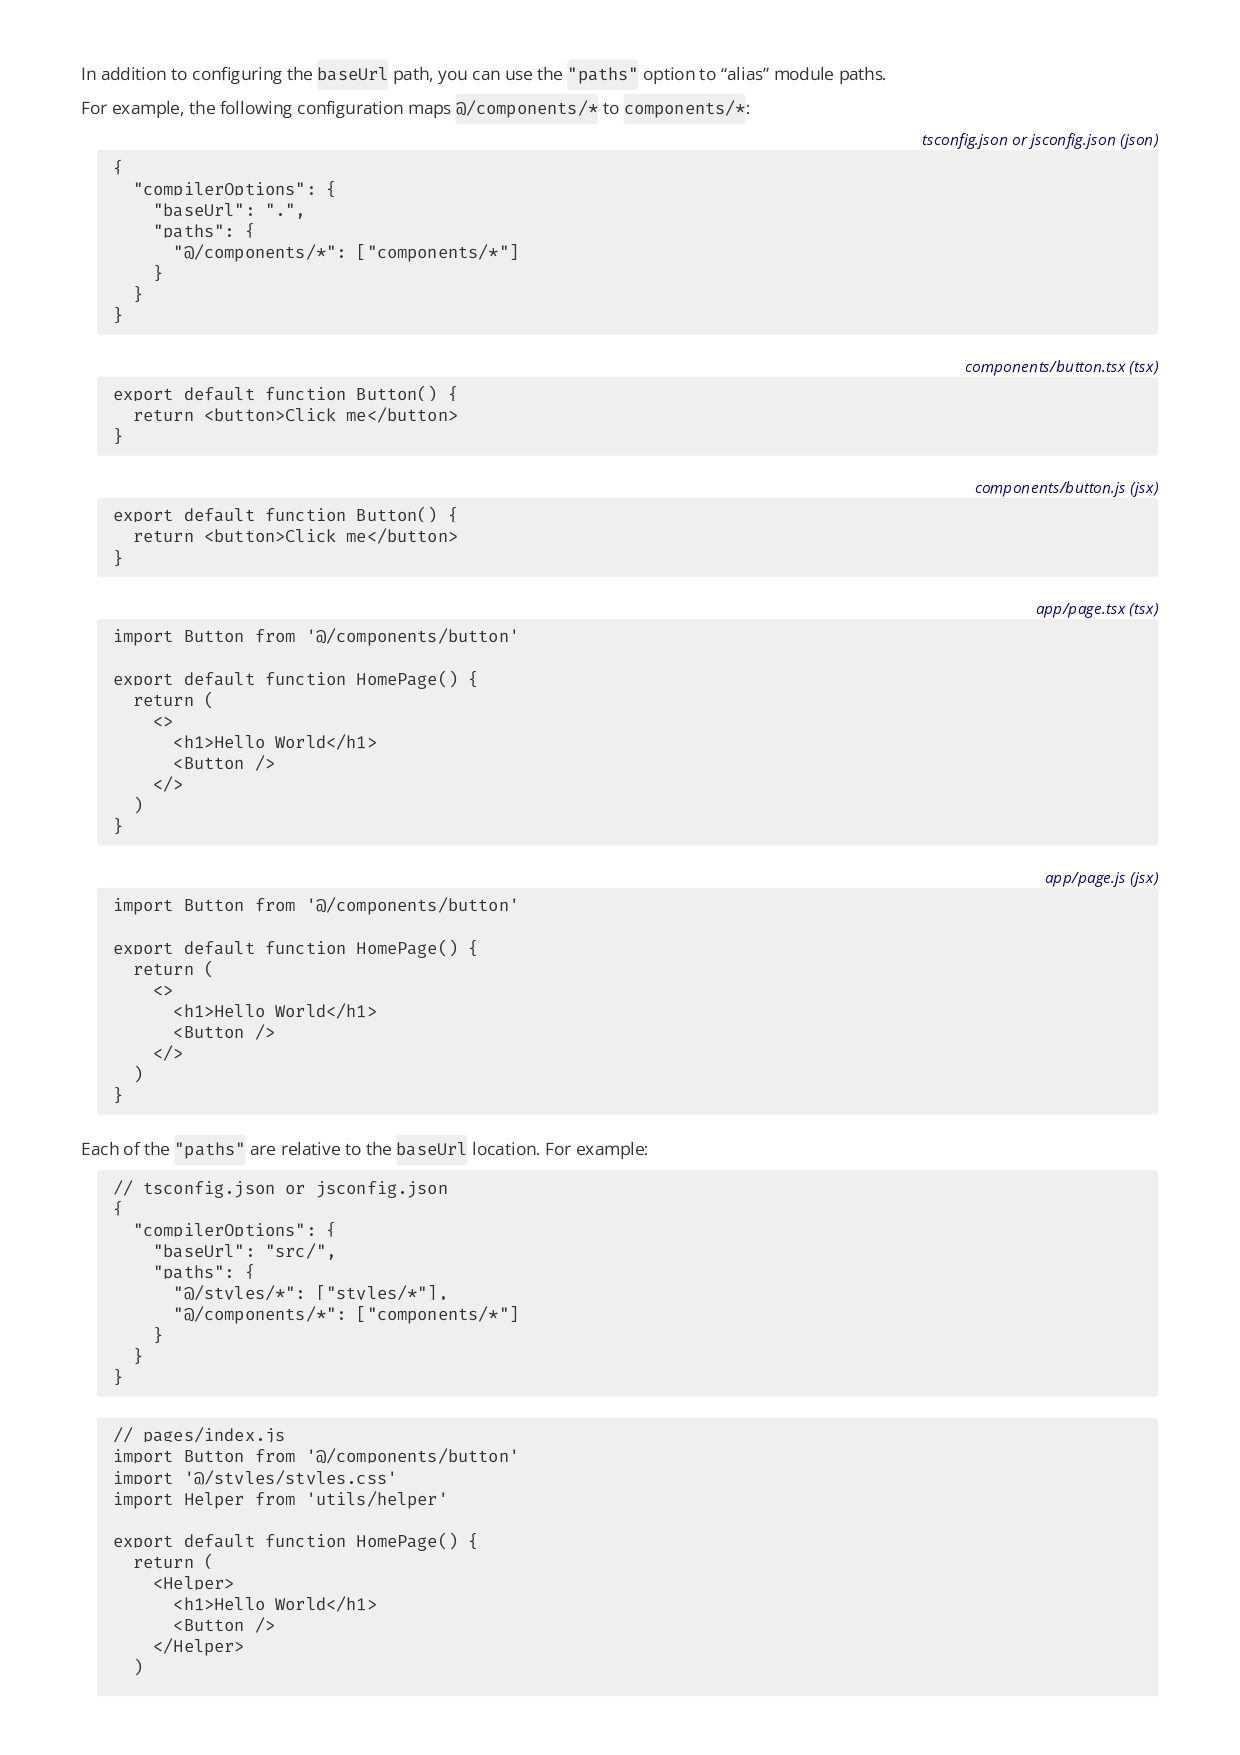 In addition to configuring the baseUrl path, you can use the "paths" option to “alias” module paths.
For example, the following configuration maps @/components/* to components/*:
tsconfig.json or jsconfig.json (json)
{
  "compilerOptions": {
    "baseUrl": ".",
    "paths": {
      "@/components/*": ["components/*"]
    }
  }
}
components/button.tsx (tsx)
export default function Button() {
  return <button>Click me</button>
}
components/button.js (jsx)
export default function Button() {
  return <button>Click me</button>
}
app/page.tsx (tsx)
import Button from '@/components/button'

export default function HomePage() {
  return (
    <>
      <h1>Hello World</h1>
      <Button />
    </>
  )
}
app/page.js (jsx)
import Button from '@/components/button'

export default function HomePage() {
  return (
    <>
      <h1>Hello World</h1>
      <Button />
    </>
  )
}
Each of the "paths" are relative to the baseUrl location. For example:
// tsconfig.json or jsconfig.json
{
  "compilerOptions": {
    "baseUrl": "src/",
    "paths": {
      "@/styles/*": ["styles/*"],
      "@/components/*": ["components/*"]
    }
  }
}
// pages/index.js
import Button from '@/components/button'
import '@/styles/styles.css'
import Helper from 'utils/helper'

export default function HomePage() {
  return (
    <Helper>
      <h1>Hello World</h1>
      <Button />
    </Helper>
  )